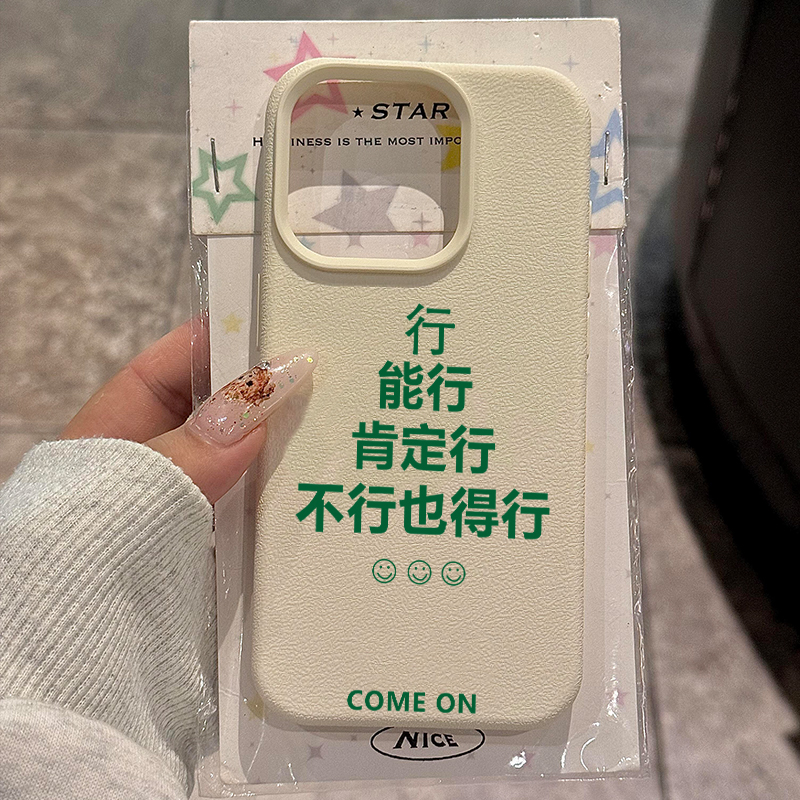 ★ STAR
INESS IS THE MOST IMPO
行
能行
肯定行
不行也得行
COME ON
NICE